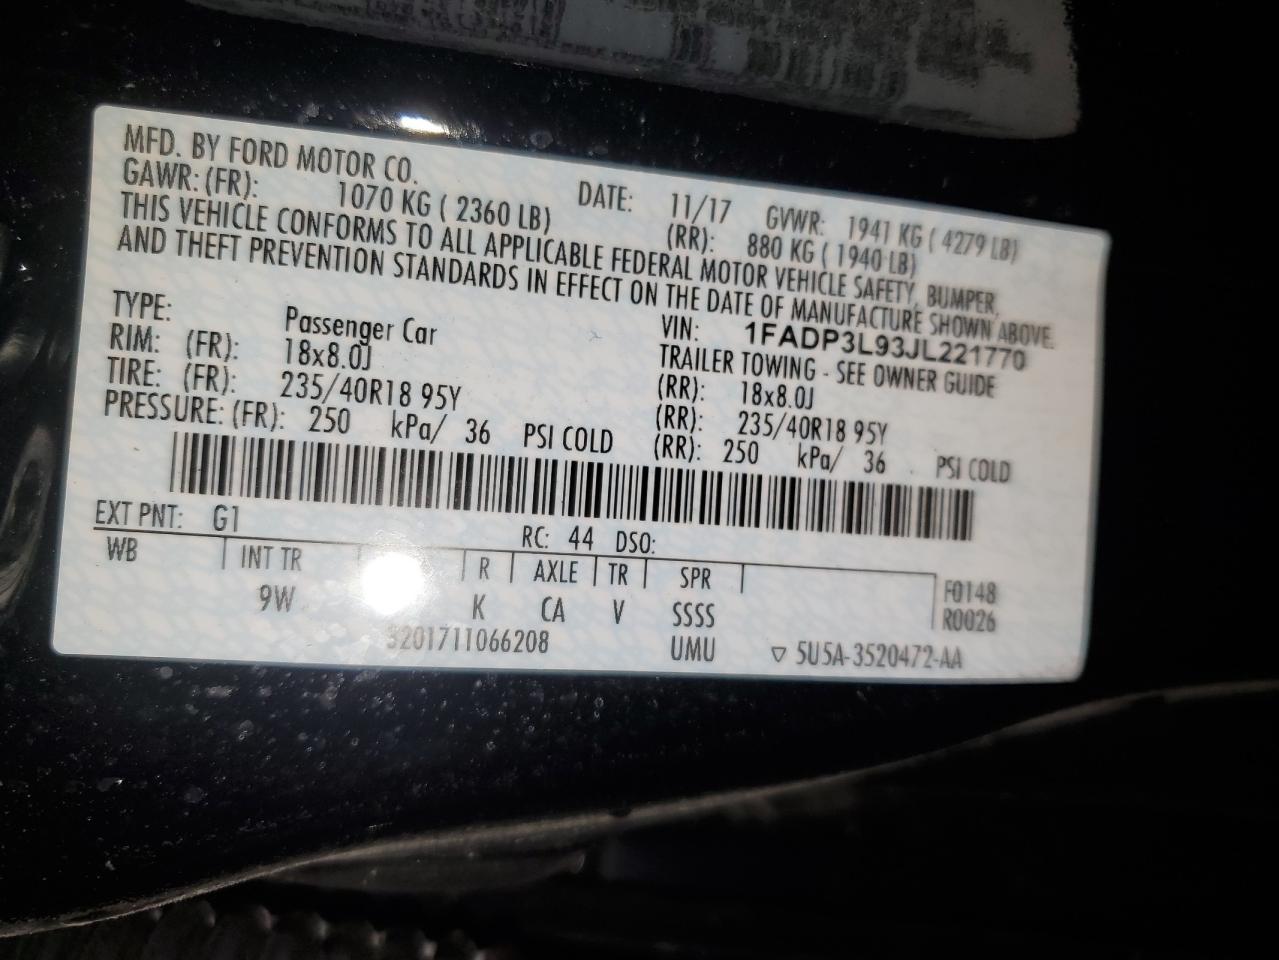 MFD. BY FORD MOTOR CO. DATE: 11/17 GVWR: 1941 KG ( 4279 LB)
GAWR: (FR): 1070 KG ( 2360 LB) (RR): 880 KG ( 1940 LB)
THIS VEHICLE CONFORMS TO ALL APPLICABLE FEDERAL MOTOR VEHICLE SAFETY, BUMPER,
AND THEFT PREVENTION STANDARDS IN EFFECT ON THE DATE OF MANUFACTURE SHOWN ABOVE.
VIN: 1FADP3L93JL221770
TYPE: Passenger Car TRAILER TOWING - SEE OWNER GUIDE
RIM: (FR): 18x8.0J (RR): 18x8.0J
TIRE: (FR): 235/40R18 95Y (RR): 235/40R18 95Y
PRESSURE: (FR): 250 kPa/ 36 PSI COLD (RR): 250 kPa/ 36 PSI COLD
EXT PNT: G1 RC: 44 DSO:
WB INT TR R AXLE TR SPR F0148
9W K CA V SSSS R0026
3201711066208 UMU ▽ 5U5A-3520472-AA